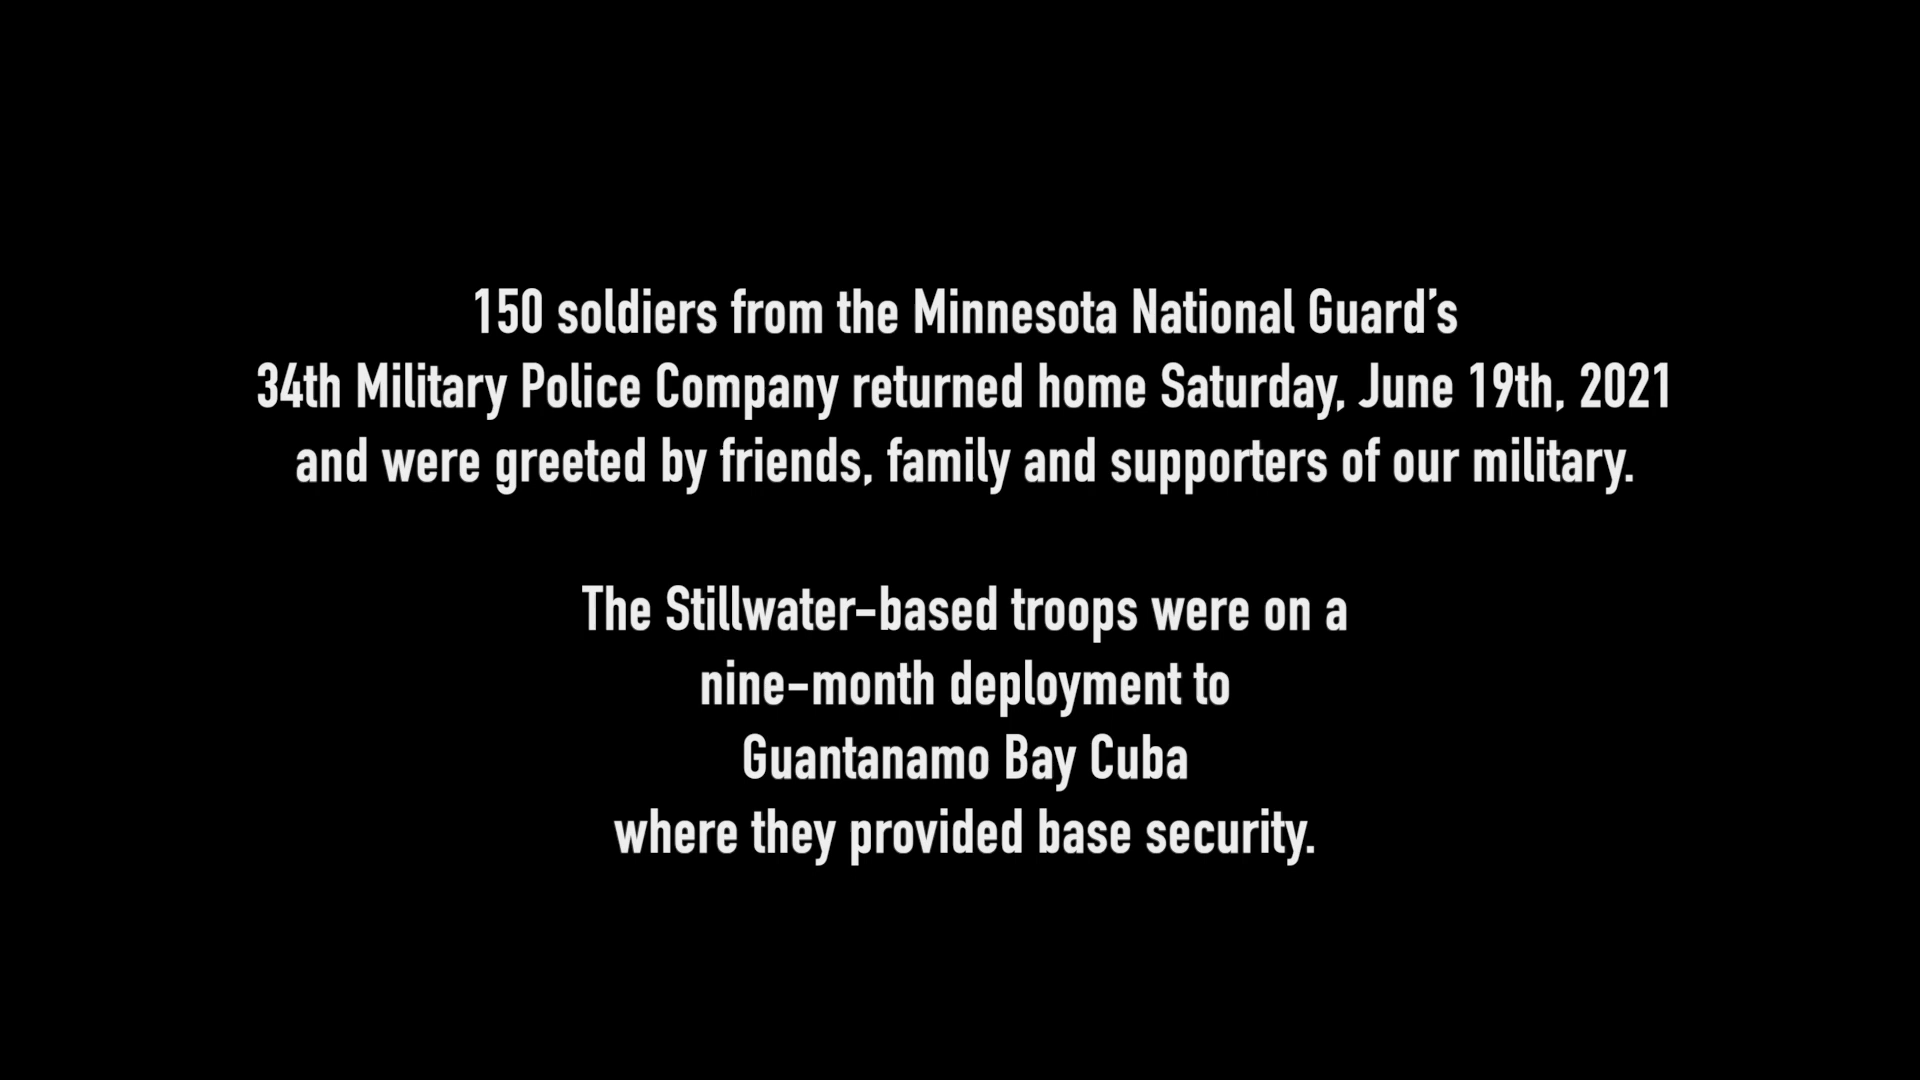 150 soldiers from the Minnesota National Guard’s
34th Military Police Company returned home Saturday, June 19th, 2021
and were greeted by friends, family and supporters of our military.
The Stillwater-based troops were on a
nine-month deployment to
Guantanamo Bay Cuba
where they provided base security.